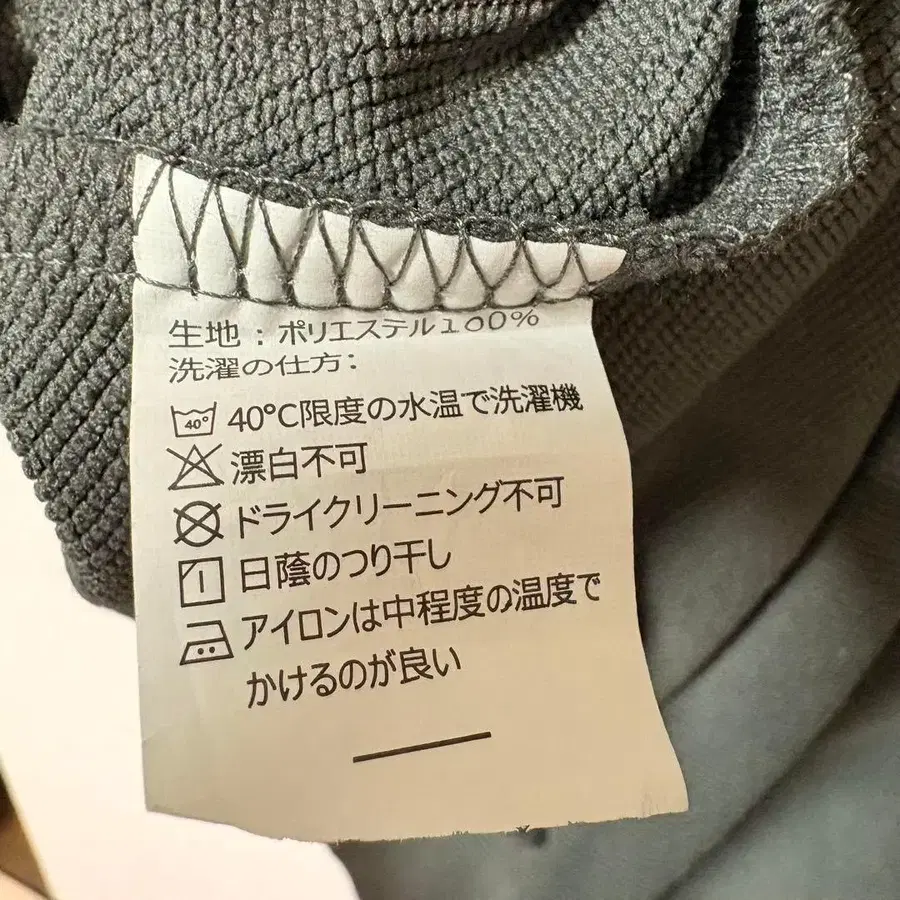 生地：ポリエステル100%
洗濯の仕方：
40° 40℃限度の水温で洗濯機
漂白不可
ドライクリーニング不可
日蔭のつり干し
アイロンは中程度の温度で
かけるのが良い